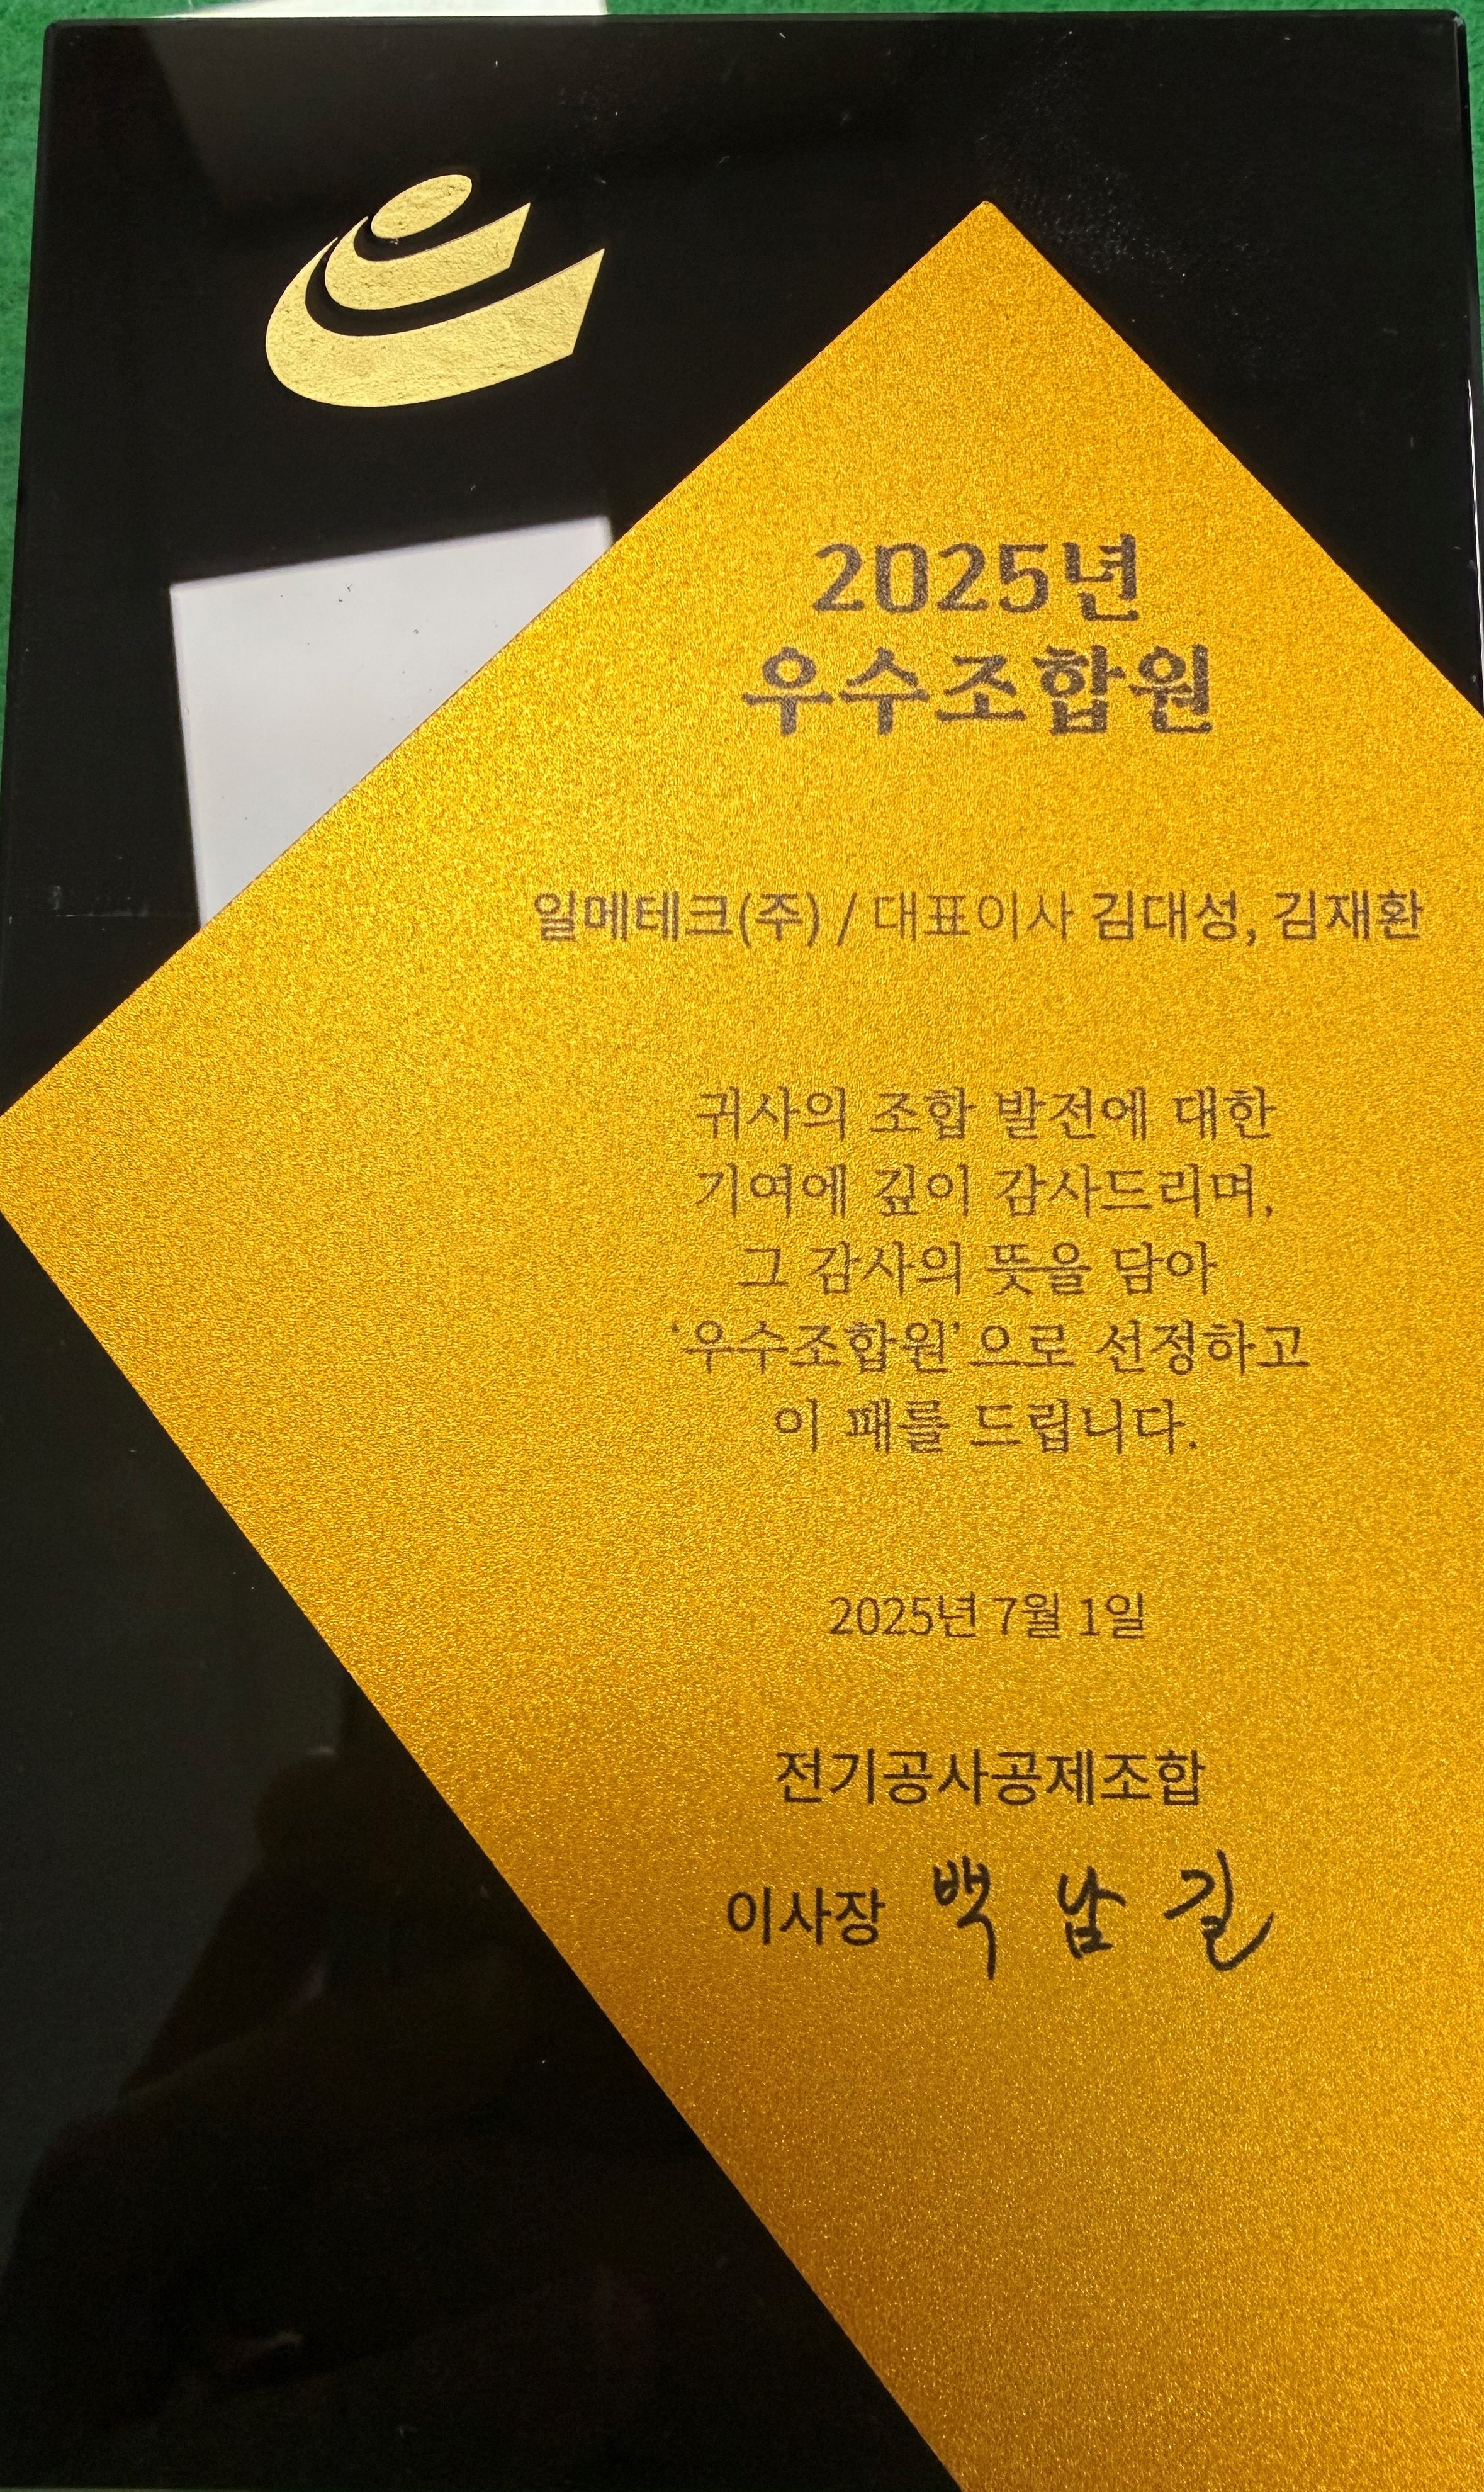 2025년
우수조합원
일메테크(주) / 대표이사 김대성, 김재환
귀사의 조합 발전에 대한
기여에 깊이 감사드리며,
그 감사의 뜻을 담아
‘우수조합원’으로 선정하고
이 패를 드립니다.
2025년 7월 1일
전기공사공제조합
이사장 백남길